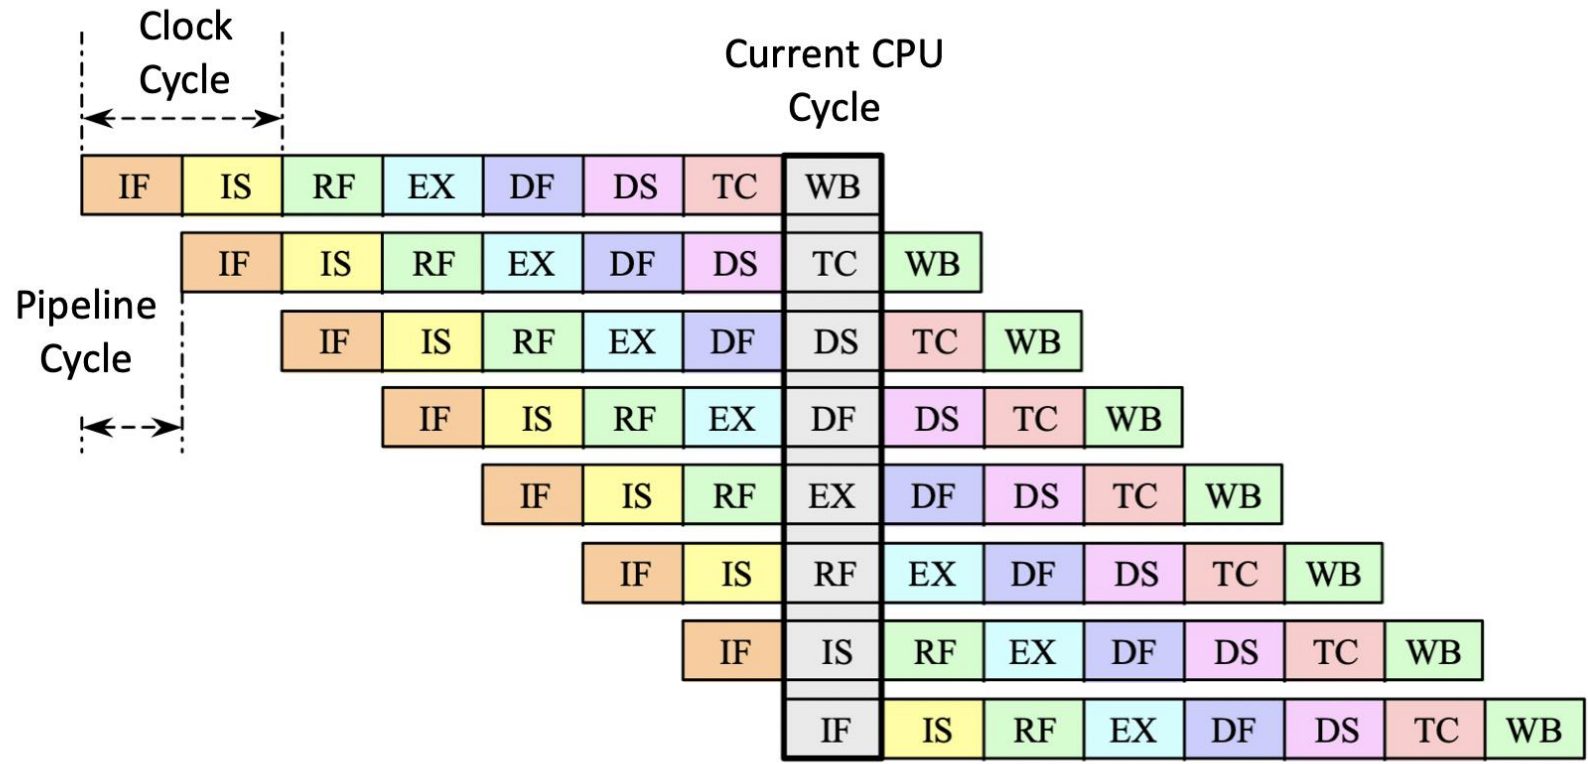 Clock
Cycle
Current CPU
Cycle
IF IS RF EX DF DS TC WB
IF IS RF EX DF DS TC WB
Pipeline
Cycle
IF IS RF EX DF DS TC WB
IF IS RF EX DF DS TC WB
IF IS RF EX DF DS TC WB
IF IS RF EX DF DS TC WB
IF IS RF EX DF DS TC WB
IF IS RF EX DF DS TC WB